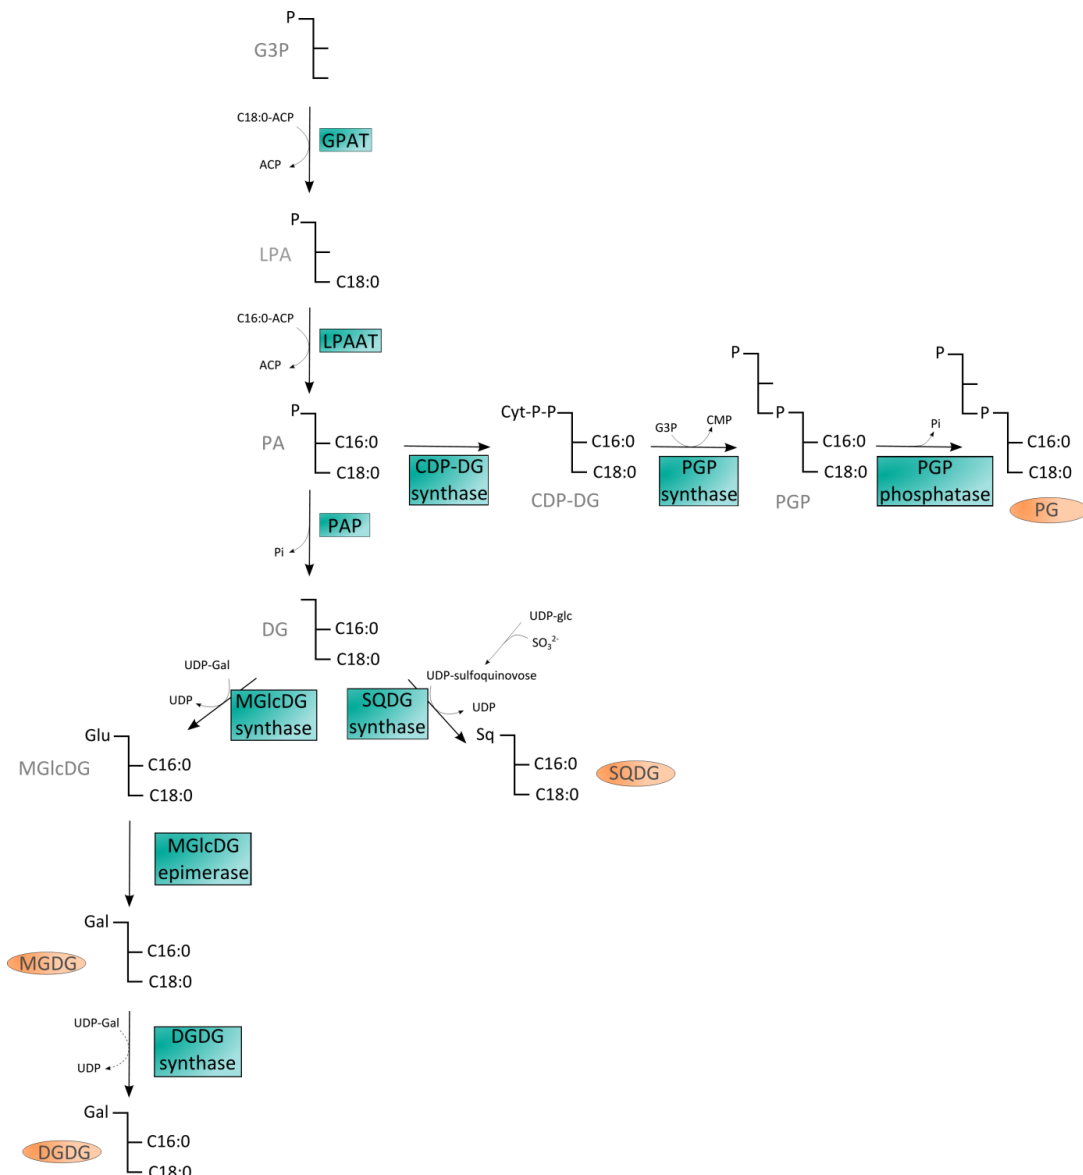 P
G3P
C18:0-ACP
GPAT
ACP
P
LPA
C18:0
C16:0-ACP
LPAAT
ACP
P
PA
C16:0
C18:0
CDP-DG
synthase
Cyt-P-P
C16:0
C18:0
CDP-DG
G3P
CMP
PGP
synthase
P
P
C16:0
C18:0
PGP
Pi
PGP
phosphatase
P
P
C16:0
C18:0
PG
PAP
Pi
DG
C16:0
C18:0
UDP-glc
SO₃²⁻
UDP-sulfoquinovose
UDP
UDP-Gal
UDP
MGlcDG
synthase
SQDG
synthase
Glu
MGlcDG
C16:0
C18:0
Sq
C16:0
C18:0
SQDG
MGlcDG
epimerase
Gal
MGDG
C16:0
C18:0
UDP-Gal
UDP
DGDG
synthase
Gal
DGDG
C16:0
C18:0